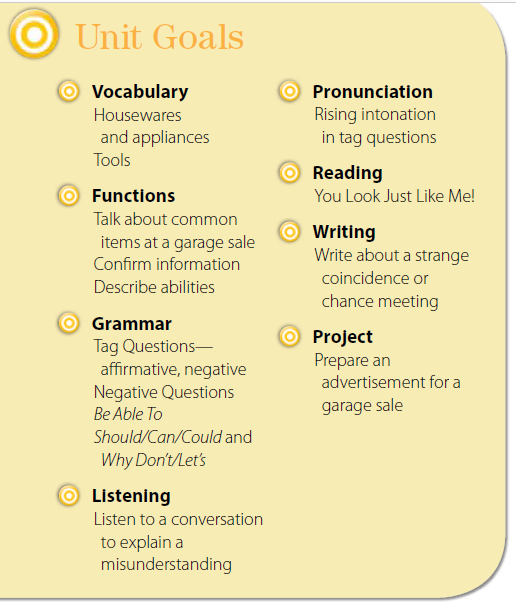 Unit Goals
Vocabulary
Housewares
and appliances
Tools
Functions
Talk about common
items at a garage sale
Confirm information
Describe abilities
Grammar
Tag Questions—
affirmative, negative
Negative Questions
Be Able To
Should/Can/Could and
Why Don't/Let's
Listening
Listen to a conversation
to explain a
misunderstanding
Pronunciation
Rising intonation
in tag questions
Reading
You Look Just Like Me!
Writing
Write about a strange
coincidence or
chance meeting
Project
Prepare an
advertisement for a
garage sale